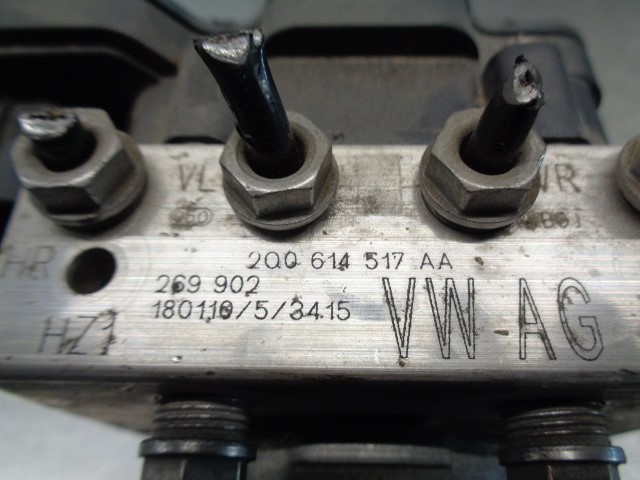 VL VR
HR
2Q0 614 517 AA
269 902
180110/5/3415 VW AG
HZ1